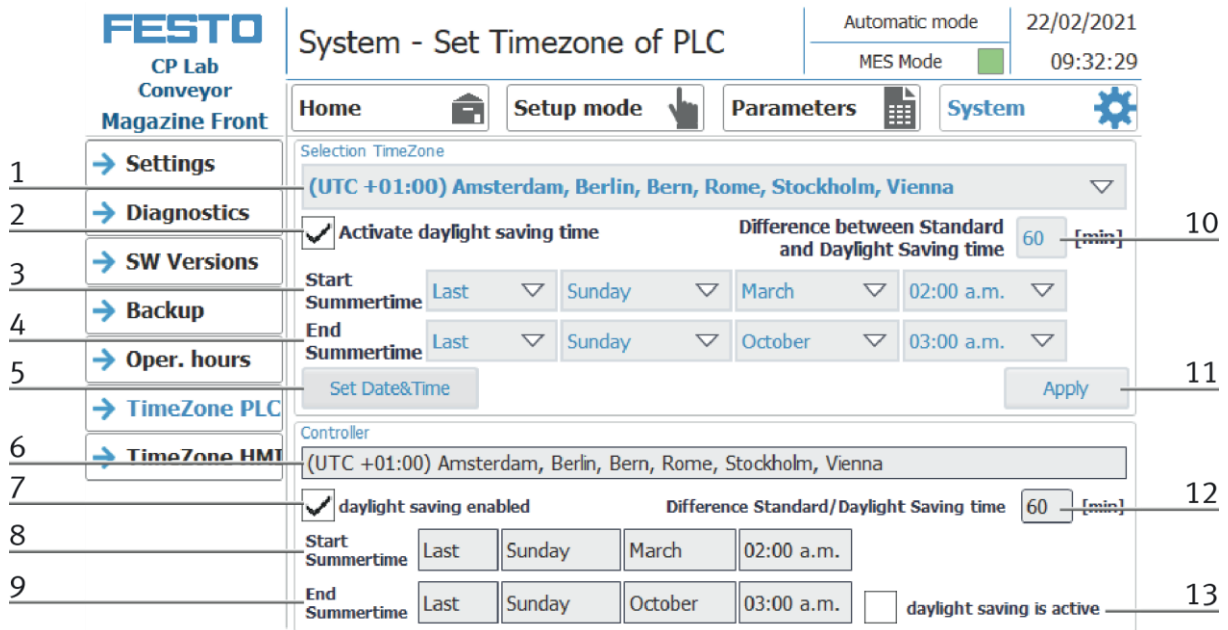 FESTO
CP Lab
Conveyor
Magazine Front
System - Set Timezone of PLC
Automatic mode
MES Mode
22/02/2021
09:32:29
Home
Setup mode
Parameters
System
Settings
Diagnostics
SW Versions
Backup
Oper. hours
TimeZone PLC
TimeZone HMI
Selection TimeZone
1
(UTC +01:00) Amsterdam, Berlin, Bern, Rome, Stockholm, Vienna
2
Activate daylight saving time
Difference between Standard
and Daylight Saving time
60 [min]
10
3
Start
Summertime
Last Sunday March 02:00 a.m.
4
End
Summertime
Last Sunday October 03:00 a.m.
5
Set Date&Time
Apply
11
Controller
6
(UTC +01:00) Amsterdam, Berlin, Bern, Rome, Stockholm, Vienna
7
daylight saving enabled
Difference Standard/Daylight Saving time
60 [min]
12
8
Start
Summertime
Last Sunday March 02:00 a.m.
9
End
Summertime
Last Sunday October 03:00 a.m.
daylight saving is active
13